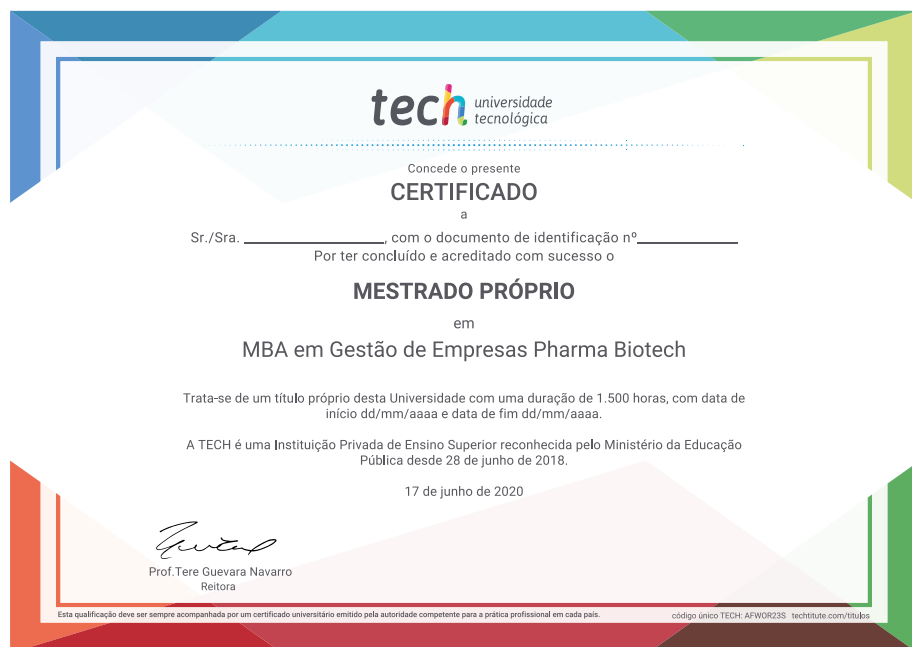 tech universidade
tecnológica
Concede o presente
CERTIFICADO
a
Sr./Sra. ________________, com o documento de identificação nº____________
Por ter concluído e acreditado com sucesso o
MESTRADO PRÓPRIO
em
MBA em Gestão de Empresas Pharma Biotech
Trata-se de um título próprio desta Universidade com uma duração de 1.500 horas, com data de
início dd/mm/aaaa e data de fim dd/mm/aaaa.
A TECH é uma Instituição Privada de Ensino Superior reconhecida pelo Ministério da Educação
Pública desde 28 de junho de 2018.
17 de junho de 2020
Prof.Tere Guevara Navarro
Reitora
Esta qualificação deve ser sempre acompanhada por um certificado universitário emitido pela autoridade competente para a prática profissional em cada país.
código único TECH: AFWOR23S techtitute.com/titulos